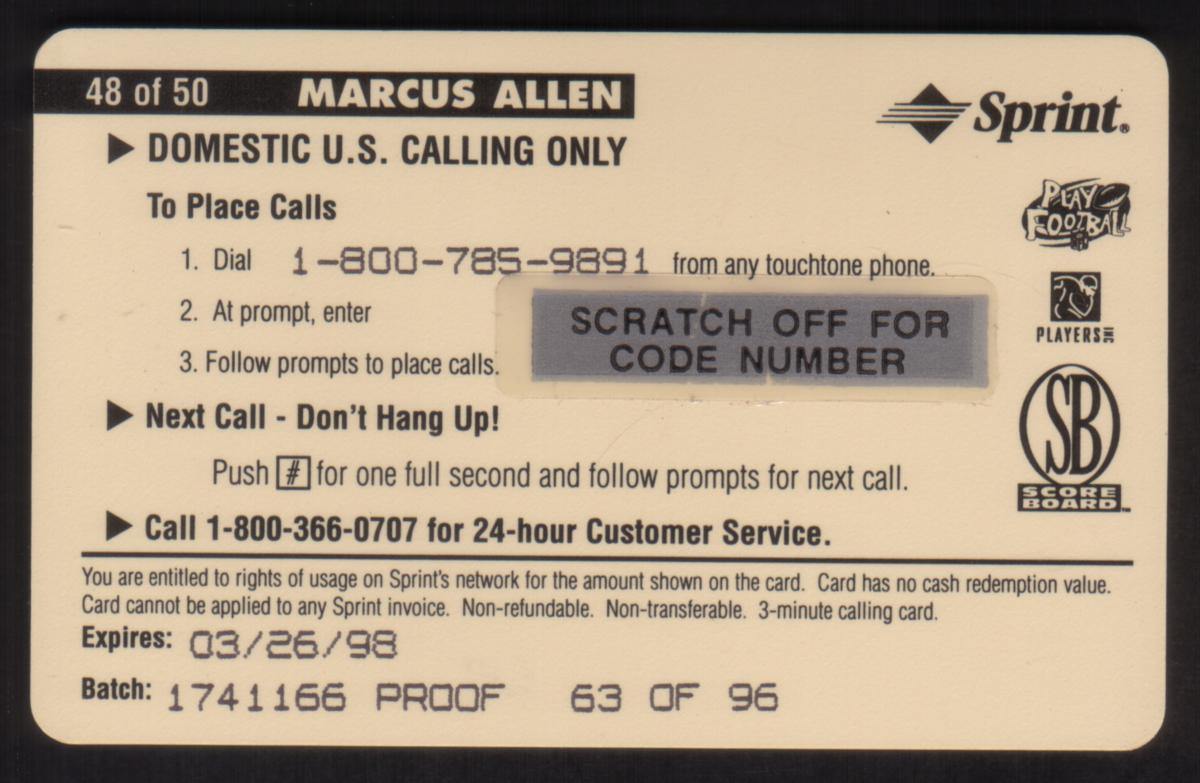 48 of 50 MARCUS ALLEN
Sprint®
▶ DOMESTIC U.S. CALLING ONLY
To Place Calls
PLAY FOOTBALL
NFL
1. Dial 1-800-785-9891 from any touchtone phone.
2. At prompt, enter
SCRATCH OFF FOR
CODE NUMBER
3. Follow prompts to place calls.
PLAYERS INC
▶ Next Call - Don't Hang Up!
SB
SCORE
BOARD™
Push # for one full second and follow prompts for next call.
▶ Call 1-800-366-0707 for 24-hour Customer Service.
You are entitled to rights of usage on Sprint's network for the amount shown on the card. Card has no cash redemption value.
Card cannot be applied to any Sprint invoice. Non-refundable. Non-transferable. 3-minute calling card.
Expires: 03/26/98
Batch: 1741166 PROOF 63 OF 96